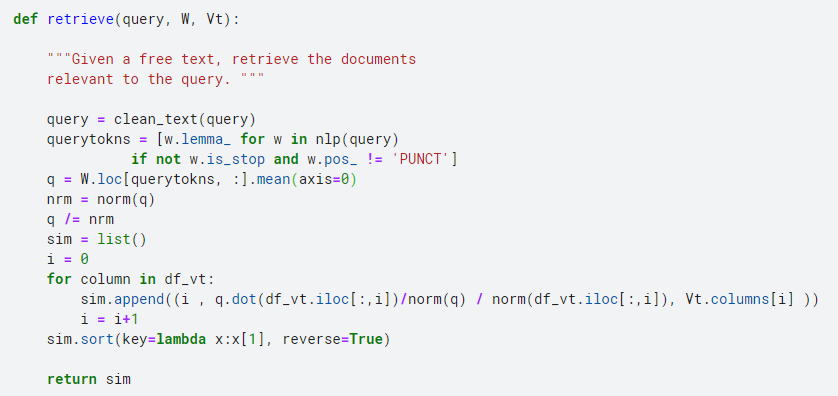 def retrieve(query, W, Vt):
"""Given a free text, retrieve the documents
relevant to the query. """
query = clean_text(query)
querytokns = [w.lemma_ for w in nlp(query)
if not w.is_stop and w.pos_ != 'PUNCT']
q = W.loc[querytokns, :].mean(axis=0)
nrm = norm(q)
q /= nrm
sim = list()
i = 0
for column in df_vt:
sim.append((i , q.dot(df_vt.iloc[:,i])/norm(q) / norm(df_vt.iloc[:,i]), Vt.columns[i] ))
i = i+1
sim.sort(key=lambda x:x[1], reverse=True)
return sim